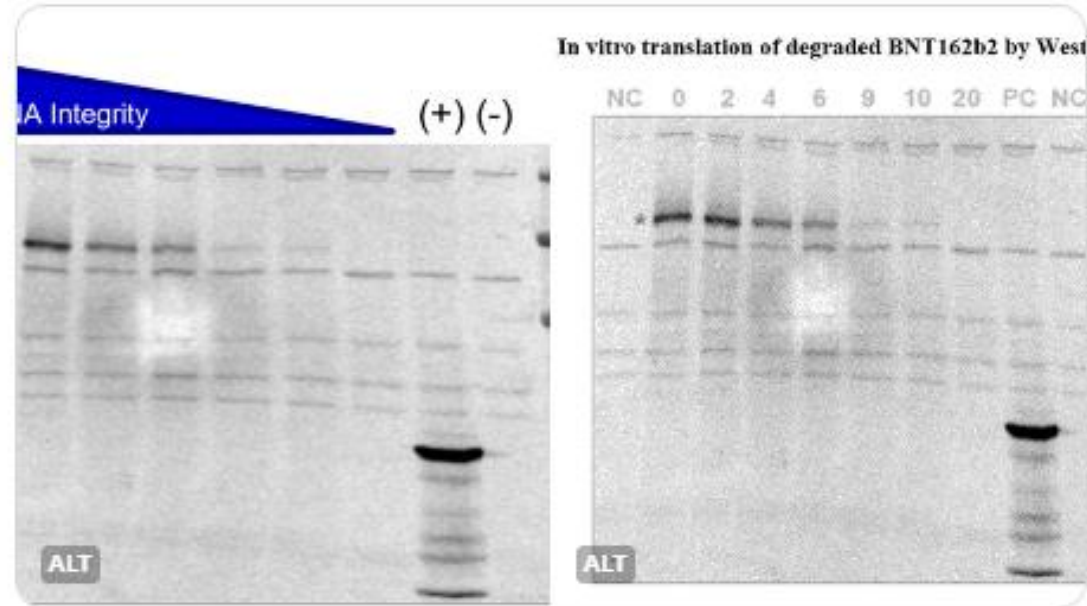 In vitro translation of degraded BNT162b2 by West
NC 0 2 4 6 9 10 20 PC NC
NA Integrity (+) (-)
*
ALT
ALT